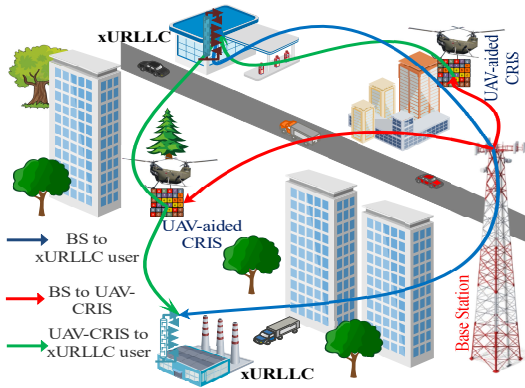 xURLLC
UAV-aided
CRIS
UAV-aided
CRIS
BS to
xURLLC user
BS to UAV-
CRIS
UAV-CRIS to
xURLLC user
Base Station
xURLLC